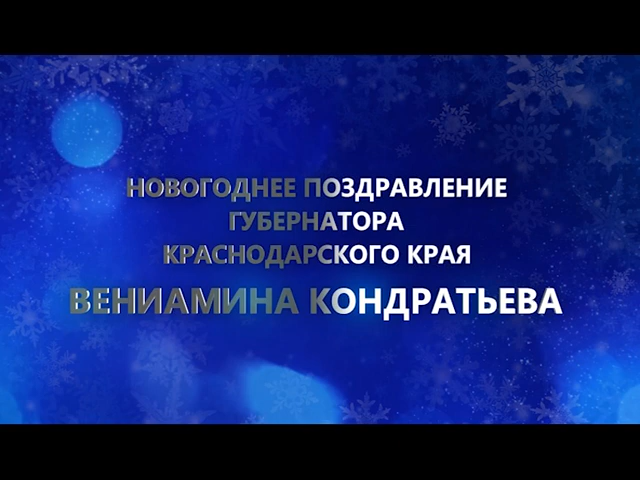 НОВОГОДНЕЕ ПОЗДРАВЛЕНИЕ
ГУБЕРНАТОРА
КРАСНОДАРСКОГО КРАЯ
ВЕНИАМИНА КОНДРАТЬЕВА